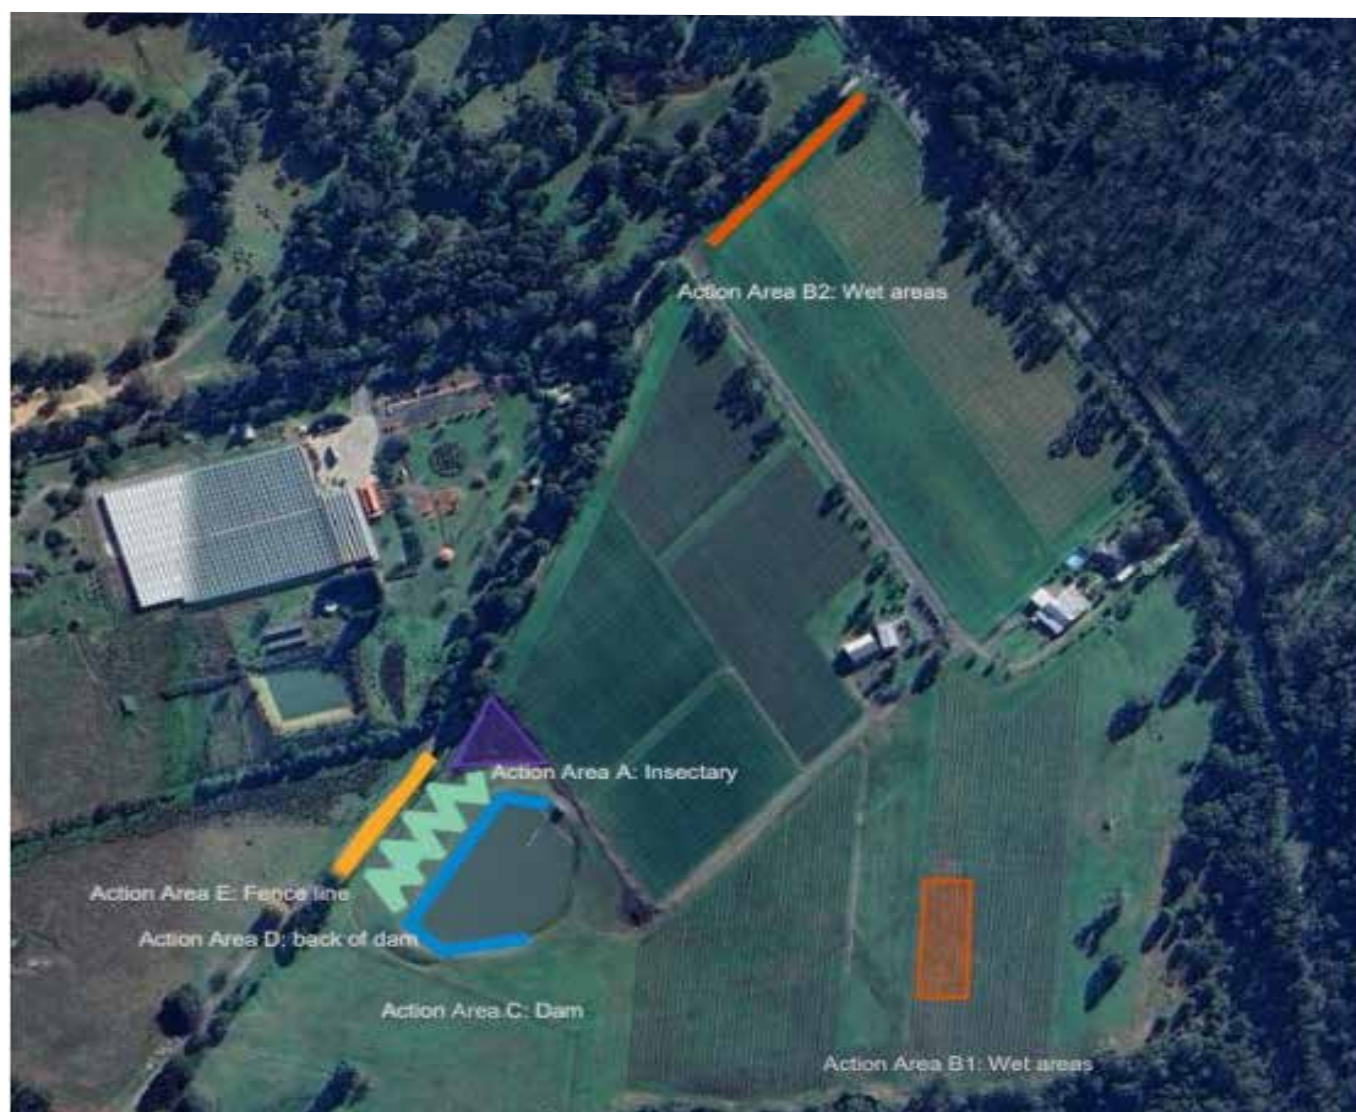 Action Area B2: Wet areas
Action Area A: Insectary
Action Area E: Fence line
Action Area D: back of dam
Action Area C: Dam
Action Area B1: Wet areas